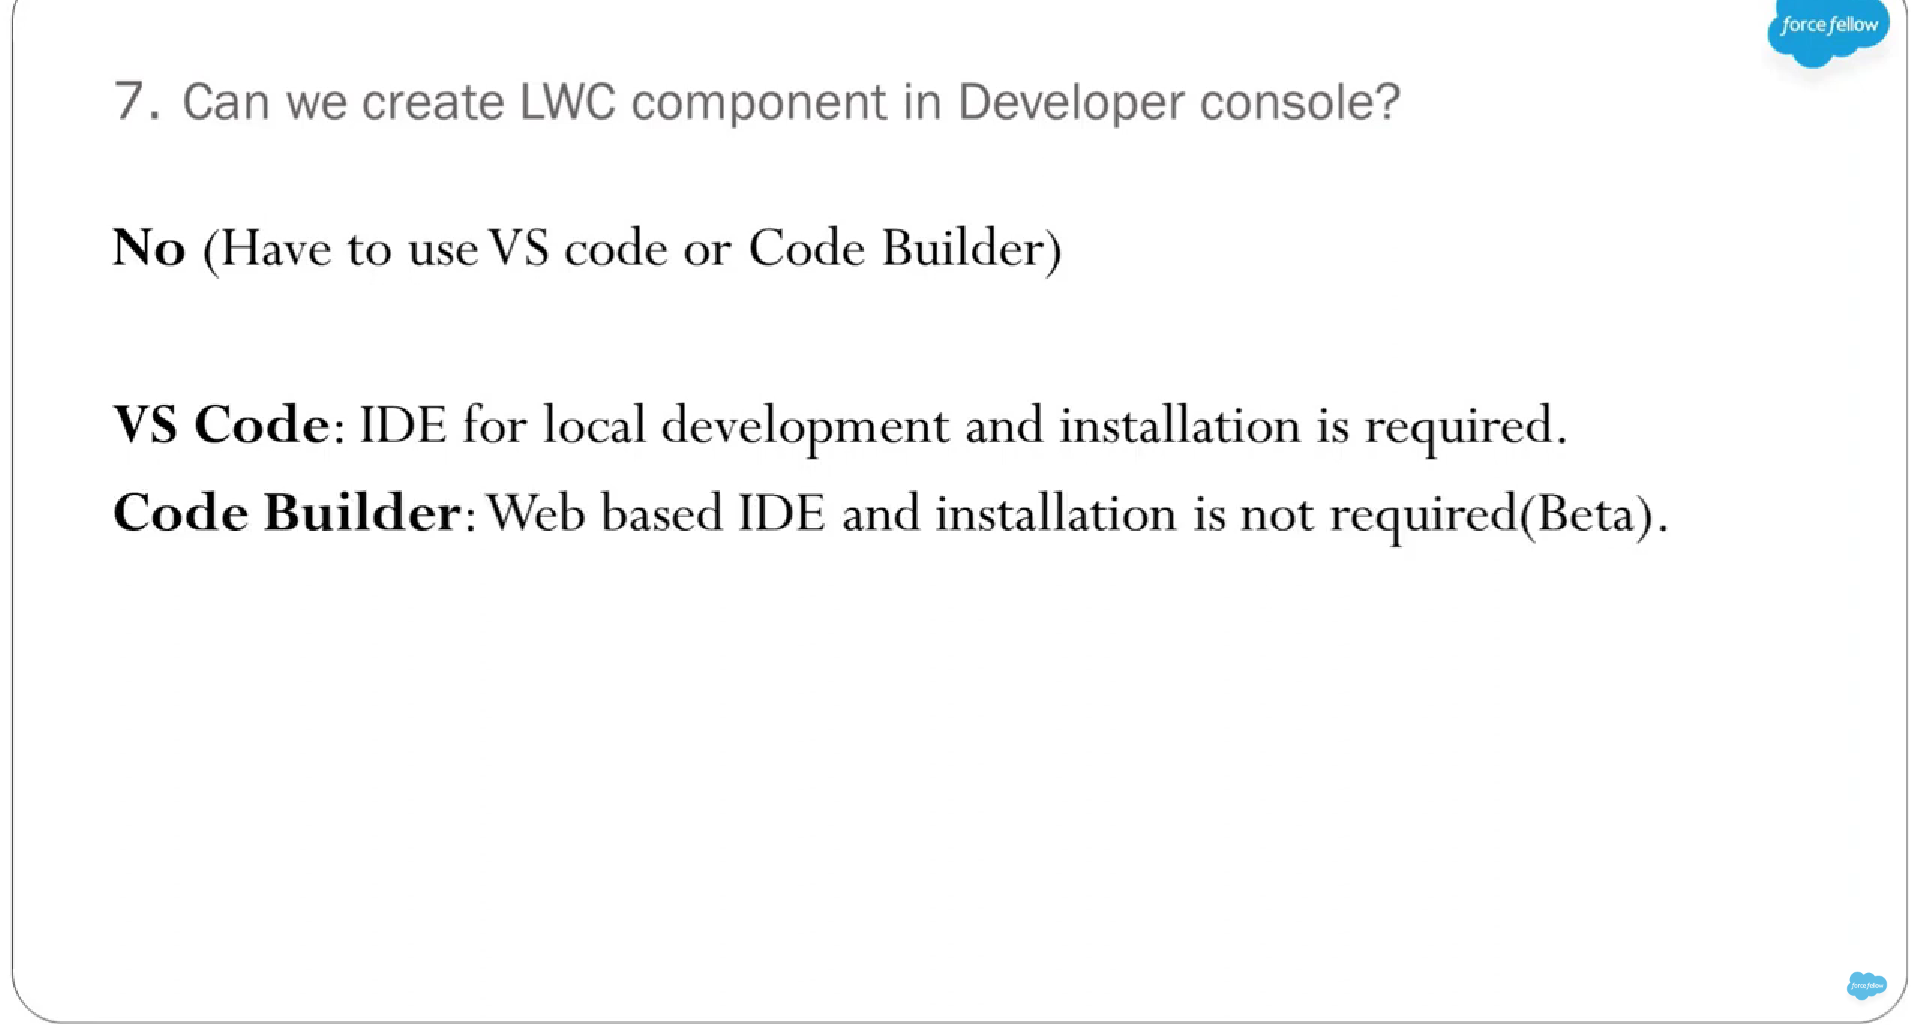 force fellow
7. Can we create LWC component in Developer console?
No (Have to use VS code or Code Builder)
VS Code: IDE for local development and installation is required.
Code Builder: Web based IDE and installation is not required(Beta).
force fellow